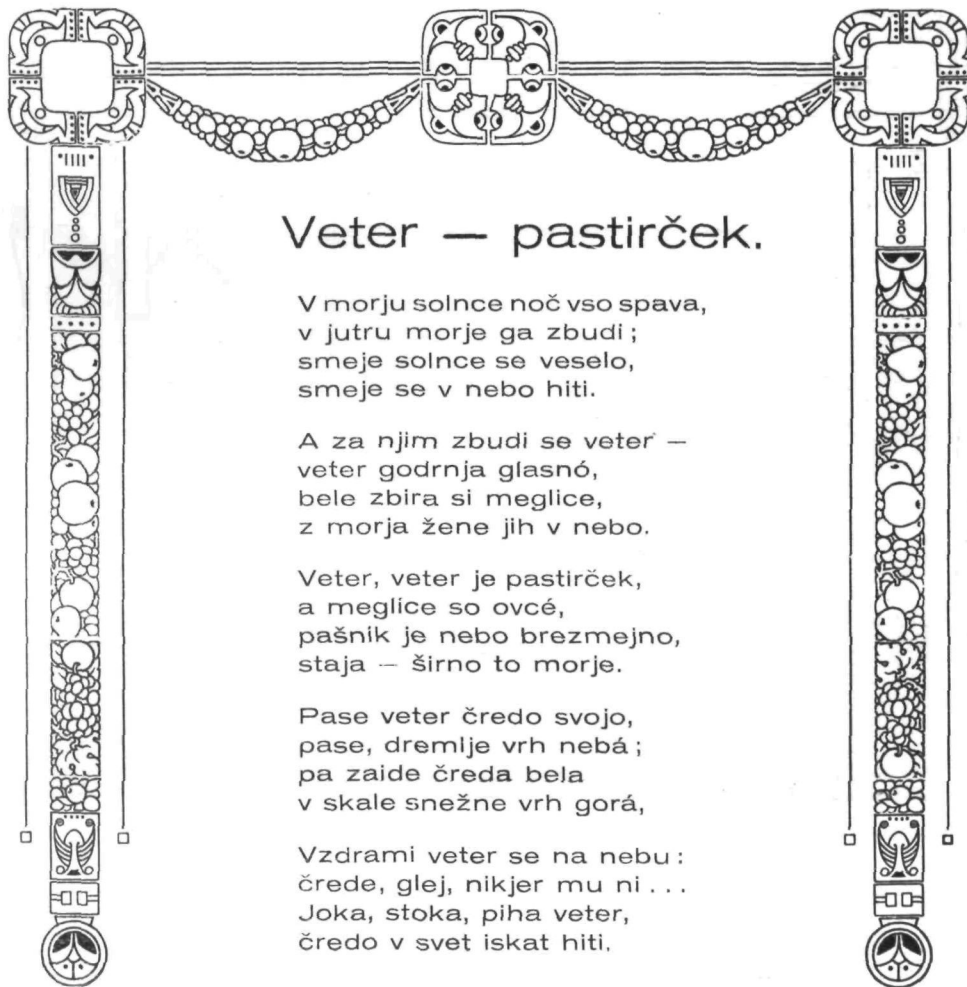 Veter — pastirček.
V morju solnce noč vso spava,
v jutru morje ga zbudi;
smeje solnce se veselo,
smeje se v nebo hiti.
A za njim zbudi se veter —
veter godrnja glasnó,
bele zbira si meglice,
z morja žene jih v nebo.
Veter, veter je pastirček,
a meglice so ovcé,
pašnik je nebo brezmejno,
staja — širno to morje.
Pase veter čredo svojo,
pase, dremlje vrh nebá;
pa zaide čreda bela
v skale snežne vrh gorá,
Vzdrami veter se na nebu:
črede, glej, nikjer mu ni...
Joka, stoka, piha veter,
čredo v svet iskat hiti.